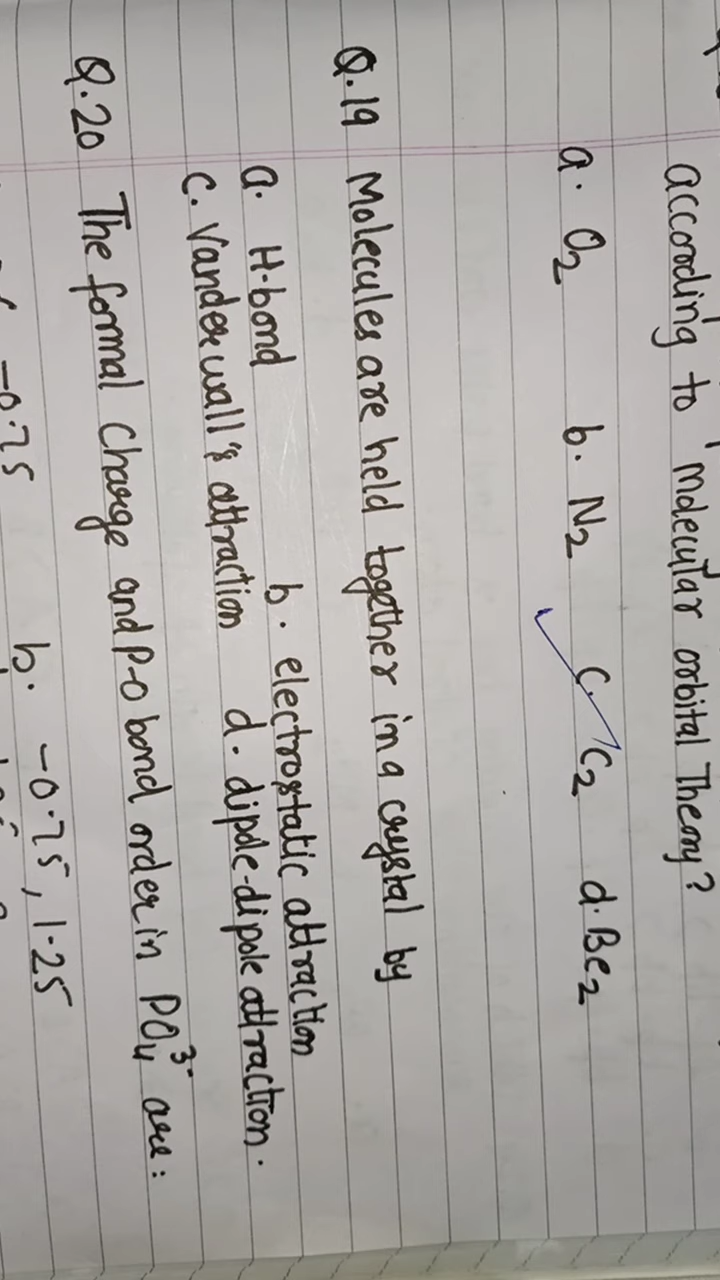 according to molecular orbital Theory?
a. O2 b. N2 c. C2 d. Be2
Q.19 Molecules are held together in a crystal by
a. H-bond b. electrostatic attraction
C. Vander wall's attraction d. dipole-dipole attraction.
Q.20 The formal Charge and P-O bond order in PO4 3- are:
-0.75 b. -0.75, 1.25